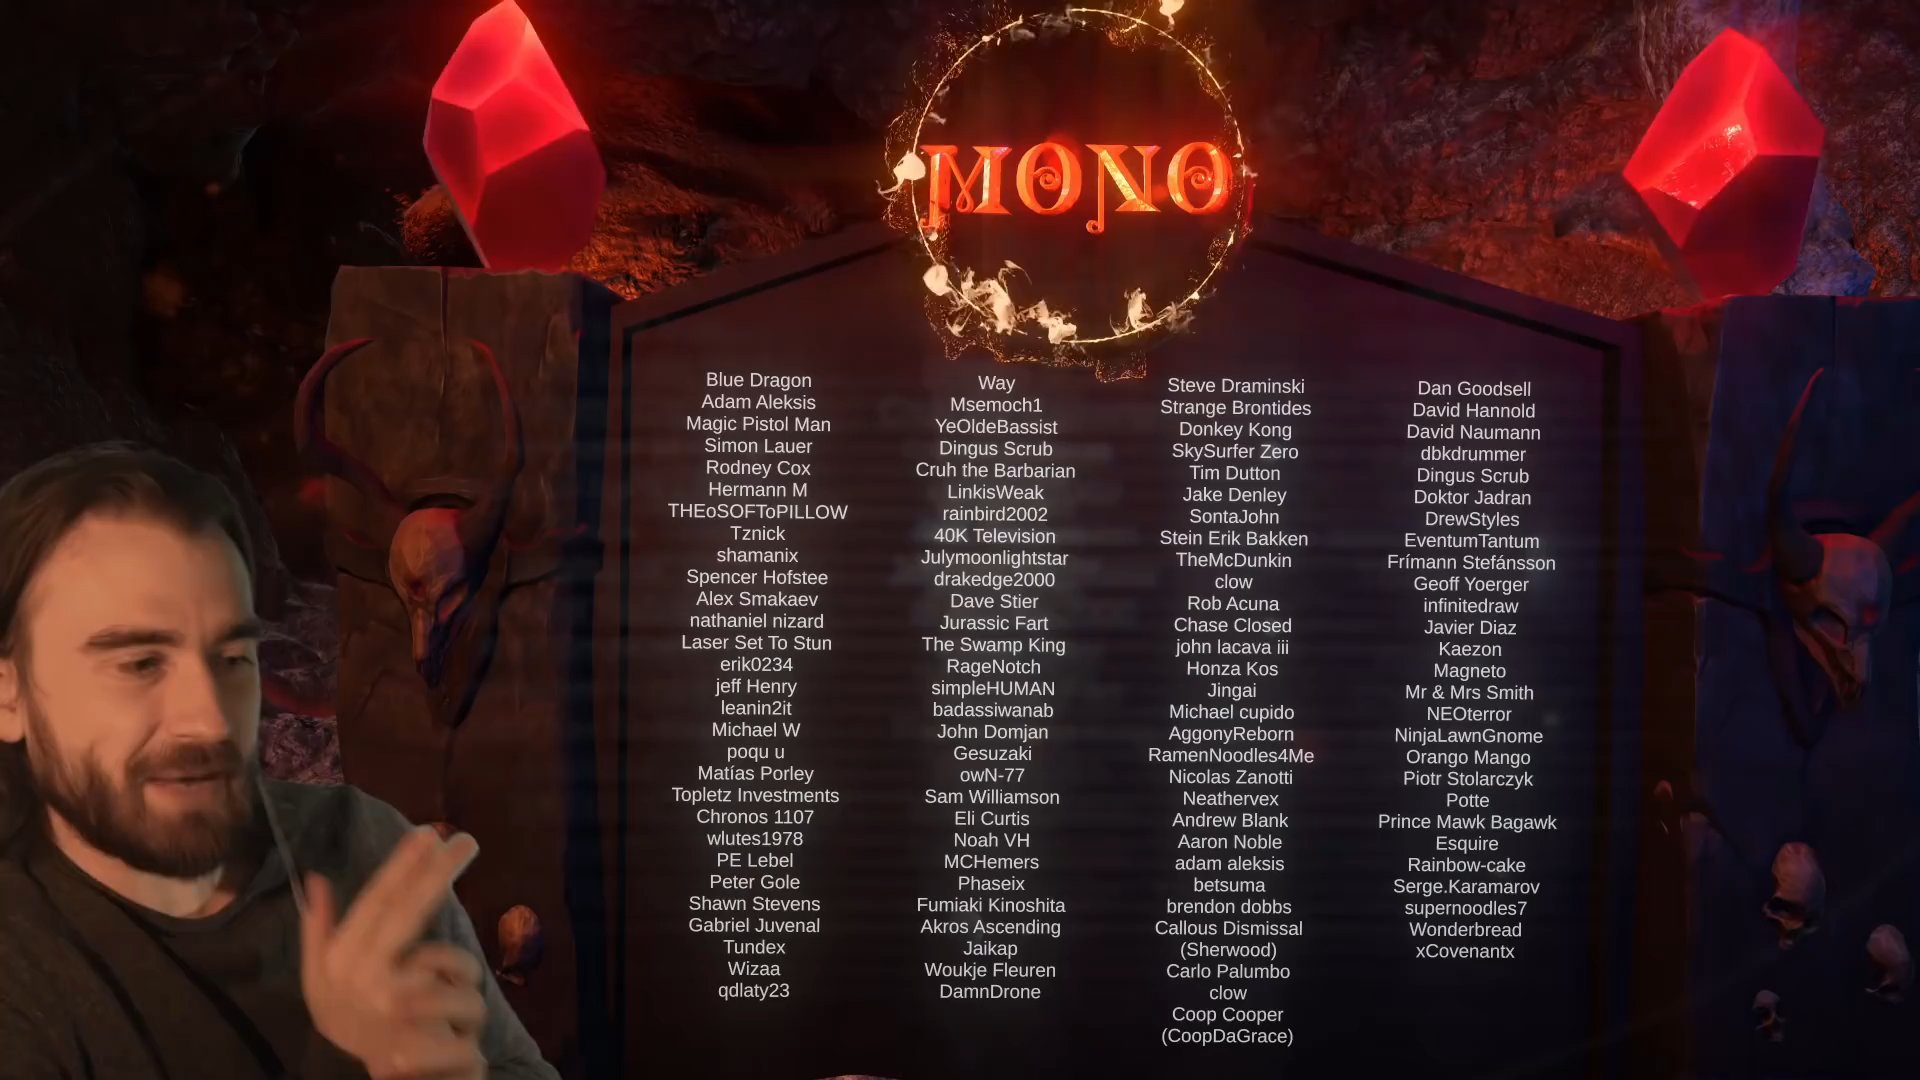 MONO
Blue Dragon
Adam Aleksis
Magic Pistol Man
Simon Lauer
Rodney Cox
Hermann M
THEoSOFToPILLOW
Tznick
shamanix
Spencer Hofstee
Alex Smakaev
nathaniel nizard
Laser Set To Stun
erik0234
jeff Henry
leanin2it
Michael W
poqu u
Matías Porley
Topletz Investments
Chronos 1107
wlutes1978
PE Lebel
Peter Gole
Shawn Stevens
Gabriel Juvenal
Tundex
Wizaa
qdlaty23
Way
Msemoch1
YeOldeBassist
Dingus Scrub
Cruh the Barbarian
LinkisWeak
rainbird2002
40K Television
Julymoonlightstar
drakedge2000
Dave Stier
Jurassic Fart
The Swamp King
RageNotch
simpleHUMAN
badassiwanab
John Domjan
Gesuzaki
owN-77
Sam Williamson
Eli Curtis
Noah VH
MCHemers
Phaseix
Fumiaki Kinoshita
Akros Ascending
Jaikap
Woukje Fleuren
DamnDrone
Steve Draminski
Strange Brontides
Donkey Kong
SkySurfer Zero
Tim Dutton
Jake Denley
SontaJohn
Stein Erik Bakken
TheMcDunkin
clow
Rob Acuna
Chase Closed
john lacava iii
Honza Kos
Jingai
Michael cupido
AggonyReborn
RamenNoodles4Me
Nicolas Zanotti
Neathervex
Andrew Blank
Aaron Noble
adam aleksis
betsuma
brendon dobbs
Callous Dismissal
(Sherwood)
Carlo Palumbo
clow
Coop Cooper
(CoopDaGrace)
Dan Goodsell
David Hannold
David Naumann
dbkdrummer
Dingus Scrub
Doktor Jadran
DrewStyles
EventumTantum
Frímann Stefánsson
Geoff Yoerger
infinitedraw
Javier Diaz
Kaezon
Magneto
Mr & Mrs Smith
NEOterror
NinjaLawnGnome
Orango Mango
Piotr Stolarczyk
Potte
Prince Mawk Bagawk
Esquire
Rainbow-cake
Serge.Karamarov
supernoodles7
Wonderbread
xCovenantx